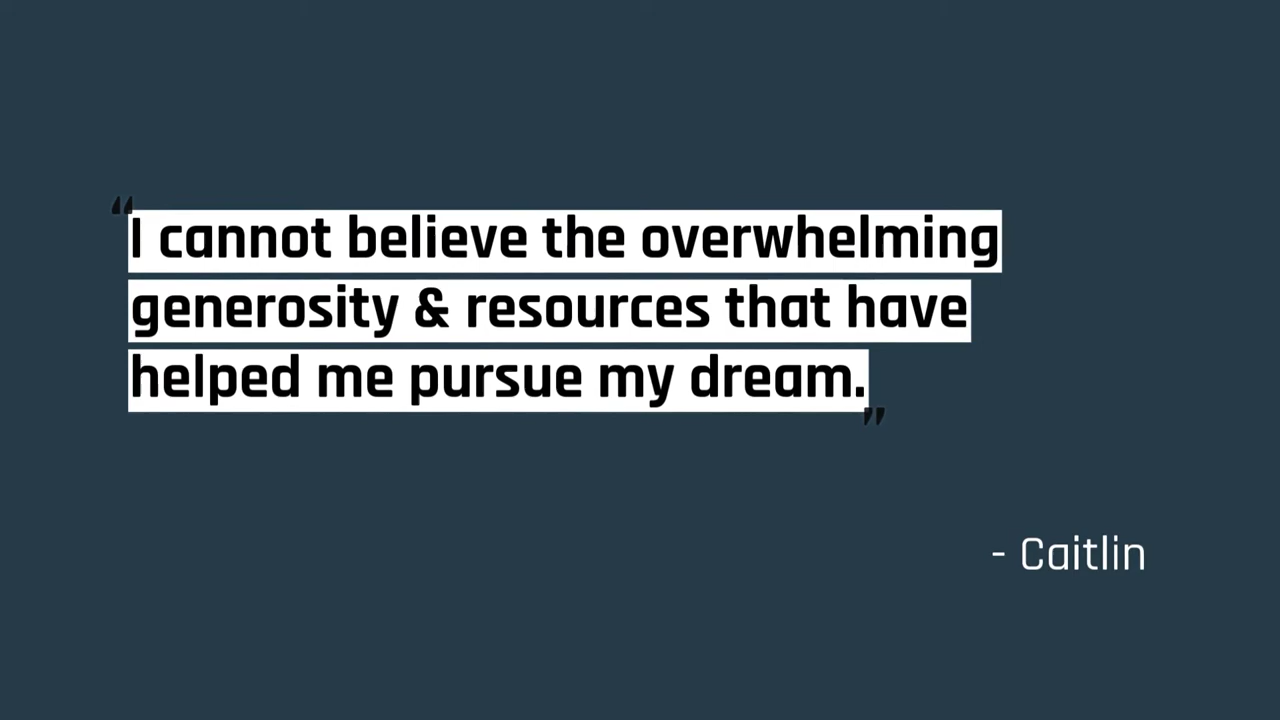 “I cannot believe the overwhelming
generosity & resources that have
helped me pursue my dream.”
- Caitlin